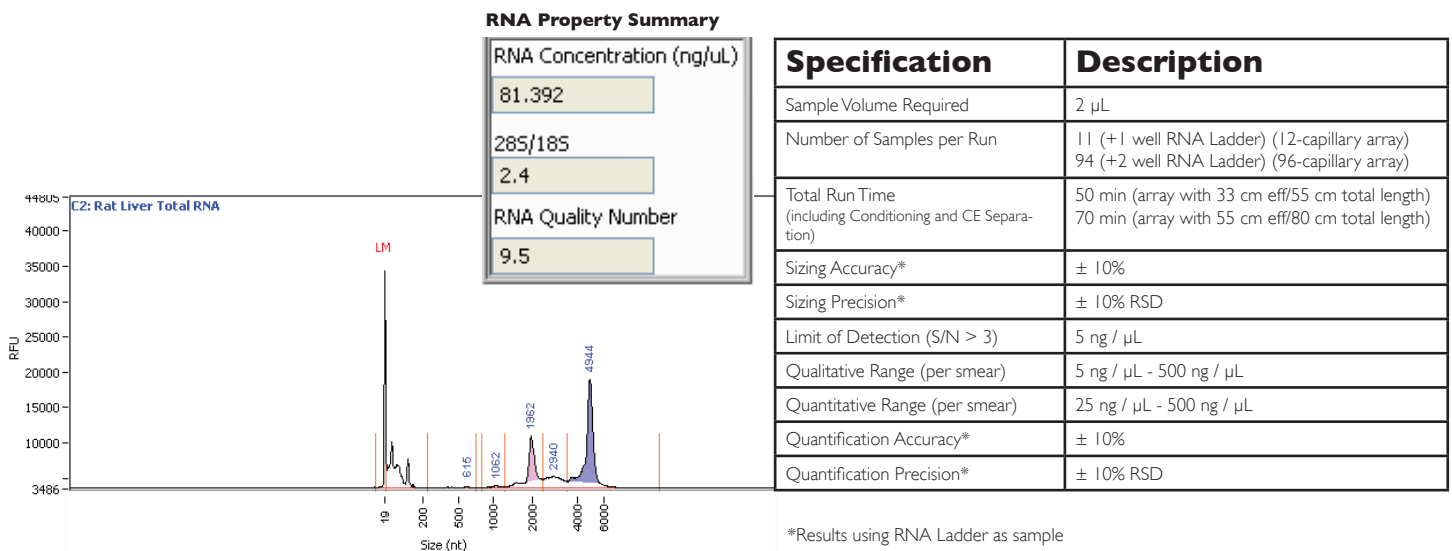 RNA Property Summary
RNA Concentration (ng/uL)
81.392
28S/18S
2.4
RNA Quality Number
9.5
44805
C2: Rat Liver Total RNA
40000
35000
30000
25000
20000
15000
10000
3486
RFU
LM
615
1062
1962
2940
4944
19
200
500
1000
2000
4000
6000
Size (nt)
Specification Description
Sample Volume Required 2 µL
Number of Samples per Run 11 (+1 well RNA Ladder) (12-capillary array)
94 (+2 well RNA Ladder) (96-capillary array)
Total Run Time 50 min (array with 33 cm eff/55 cm total length)
(including Conditioning and CE Separa- 70 min (array with 55 cm eff/80 cm total length)
tion)
Sizing Accuracy* ± 10%
Sizing Precision* ± 10% RSD
Limit of Detection (S/N > 3) 5 ng / µL
Qualitative Range (per smear) 5 ng / µL - 500 ng / µL
Quantitative Range (per smear) 25 ng / µL - 500 ng / µL
Quantification Accuracy* ± 10%
Quantification Precision* ± 10% RSD
*Results using RNA Ladder as sample